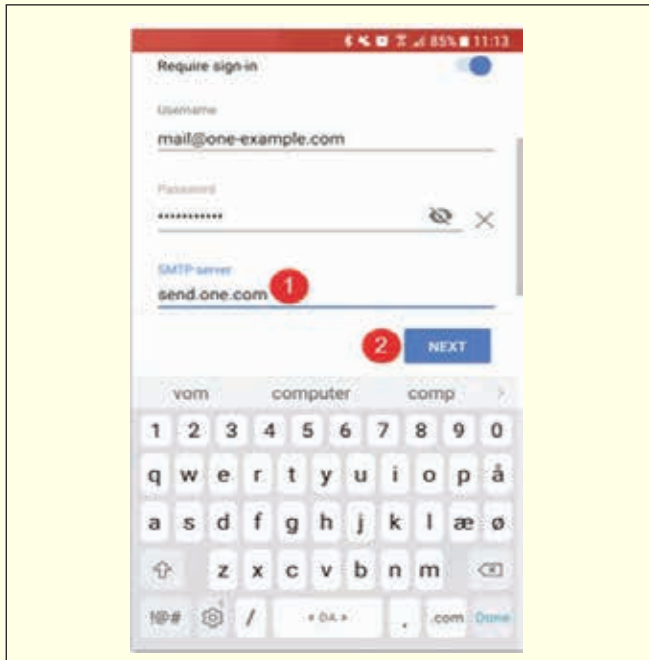 85% 11:13
Require sign-in
Username
mail@one-example.com
Password
•••••••••••
SMTP server
send.one.com 1
2 NEXT
vom computer comp
1 2 3 4 5 6 7 8 9 0
q w e r t y u i o p å
a s d f g h j k l æ ø
z x c v b n m
!@# / DA , .com Done